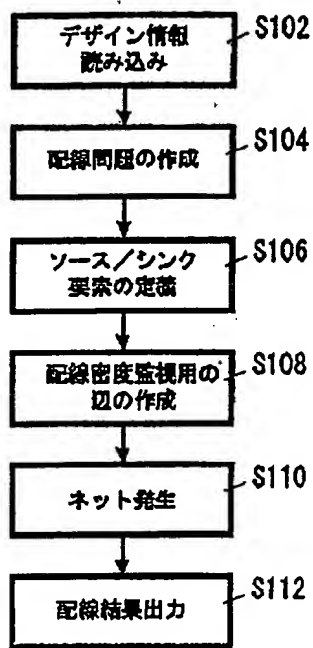 デザイン情報
読み込み
S102
配線問題の作成
S104
ソース/シンク
要素の定義
S106
配線密度監視用の
辺の作成
S108
ネット発生
S110
配線結果出力
S112